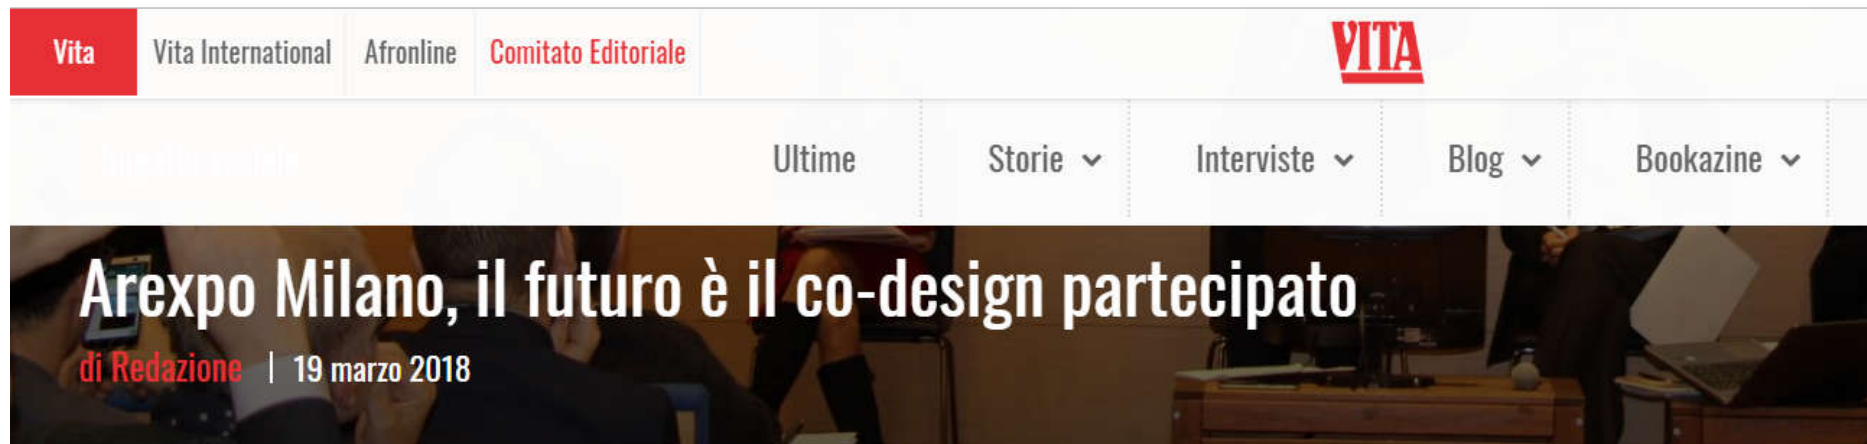 Vita Vita International Afronline Comitato Editoriale VITA
Ultime Storie Interviste Blog Bookazine
Arexpo Milano, il futuro è il co-design partecipato
di Redazione | 19 marzo 2018